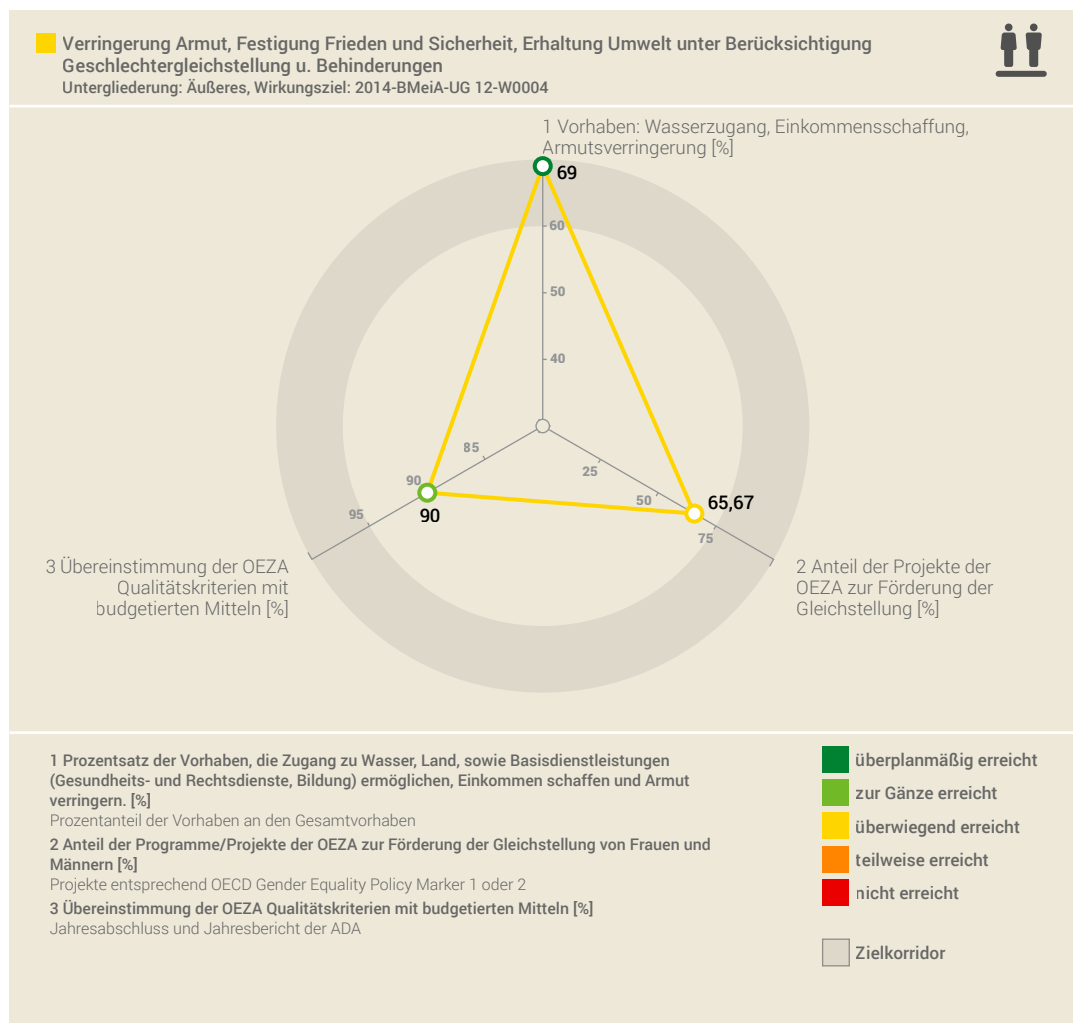 Verringerung Armut, Festigung Frieden und Sicherheit, Erhaltung Umwelt unter Berücksichtigung
Geschlechtergleichstellung u. Behinderungen
Untergliederung: Äußeres, Wirkungsziel: 2014-BMeiA-UG 12-W0004
1 Vorhaben: Wasserzugang, Einkommensschaffung,
Armutsverringerung [%]
69
60
50
40
85
90
90
95
25
50
65,67
75
3 Übereinstimmung der OEZA
Qualitätskriterien mit
budgetierten Mitteln [%]
2 Anteil der Projekte der
OEZA zur Förderung der
Gleichstellung [%]
1 Prozentsatz der Vorhaben, die Zugang zu Wasser, Land, sowie Basisdienstleistungen
(Gesundheits- und Rechtsdienste, Bildung) ermöglichen, Einkommen schaffen und Armut
verringern. [%]
Prozentanteil der Vorhaben an den Gesamtvorhaben
2 Anteil der Programme/Projekte der OEZA zur Förderung der Gleichstellung von Frauen und
Männern [%]
Projekte entsprechend OECD Gender Equality Policy Marker 1 oder 2
3 Übereinstimmung der OEZA Qualitätskriterien mit budgetierten Mitteln [%]
Jahresabschluss und Jahresbericht der ADA
überplanmäßig erreicht
zur Gänze erreicht
überwiegend erreicht
teilweise erreicht
nicht erreicht
Zielkorridor